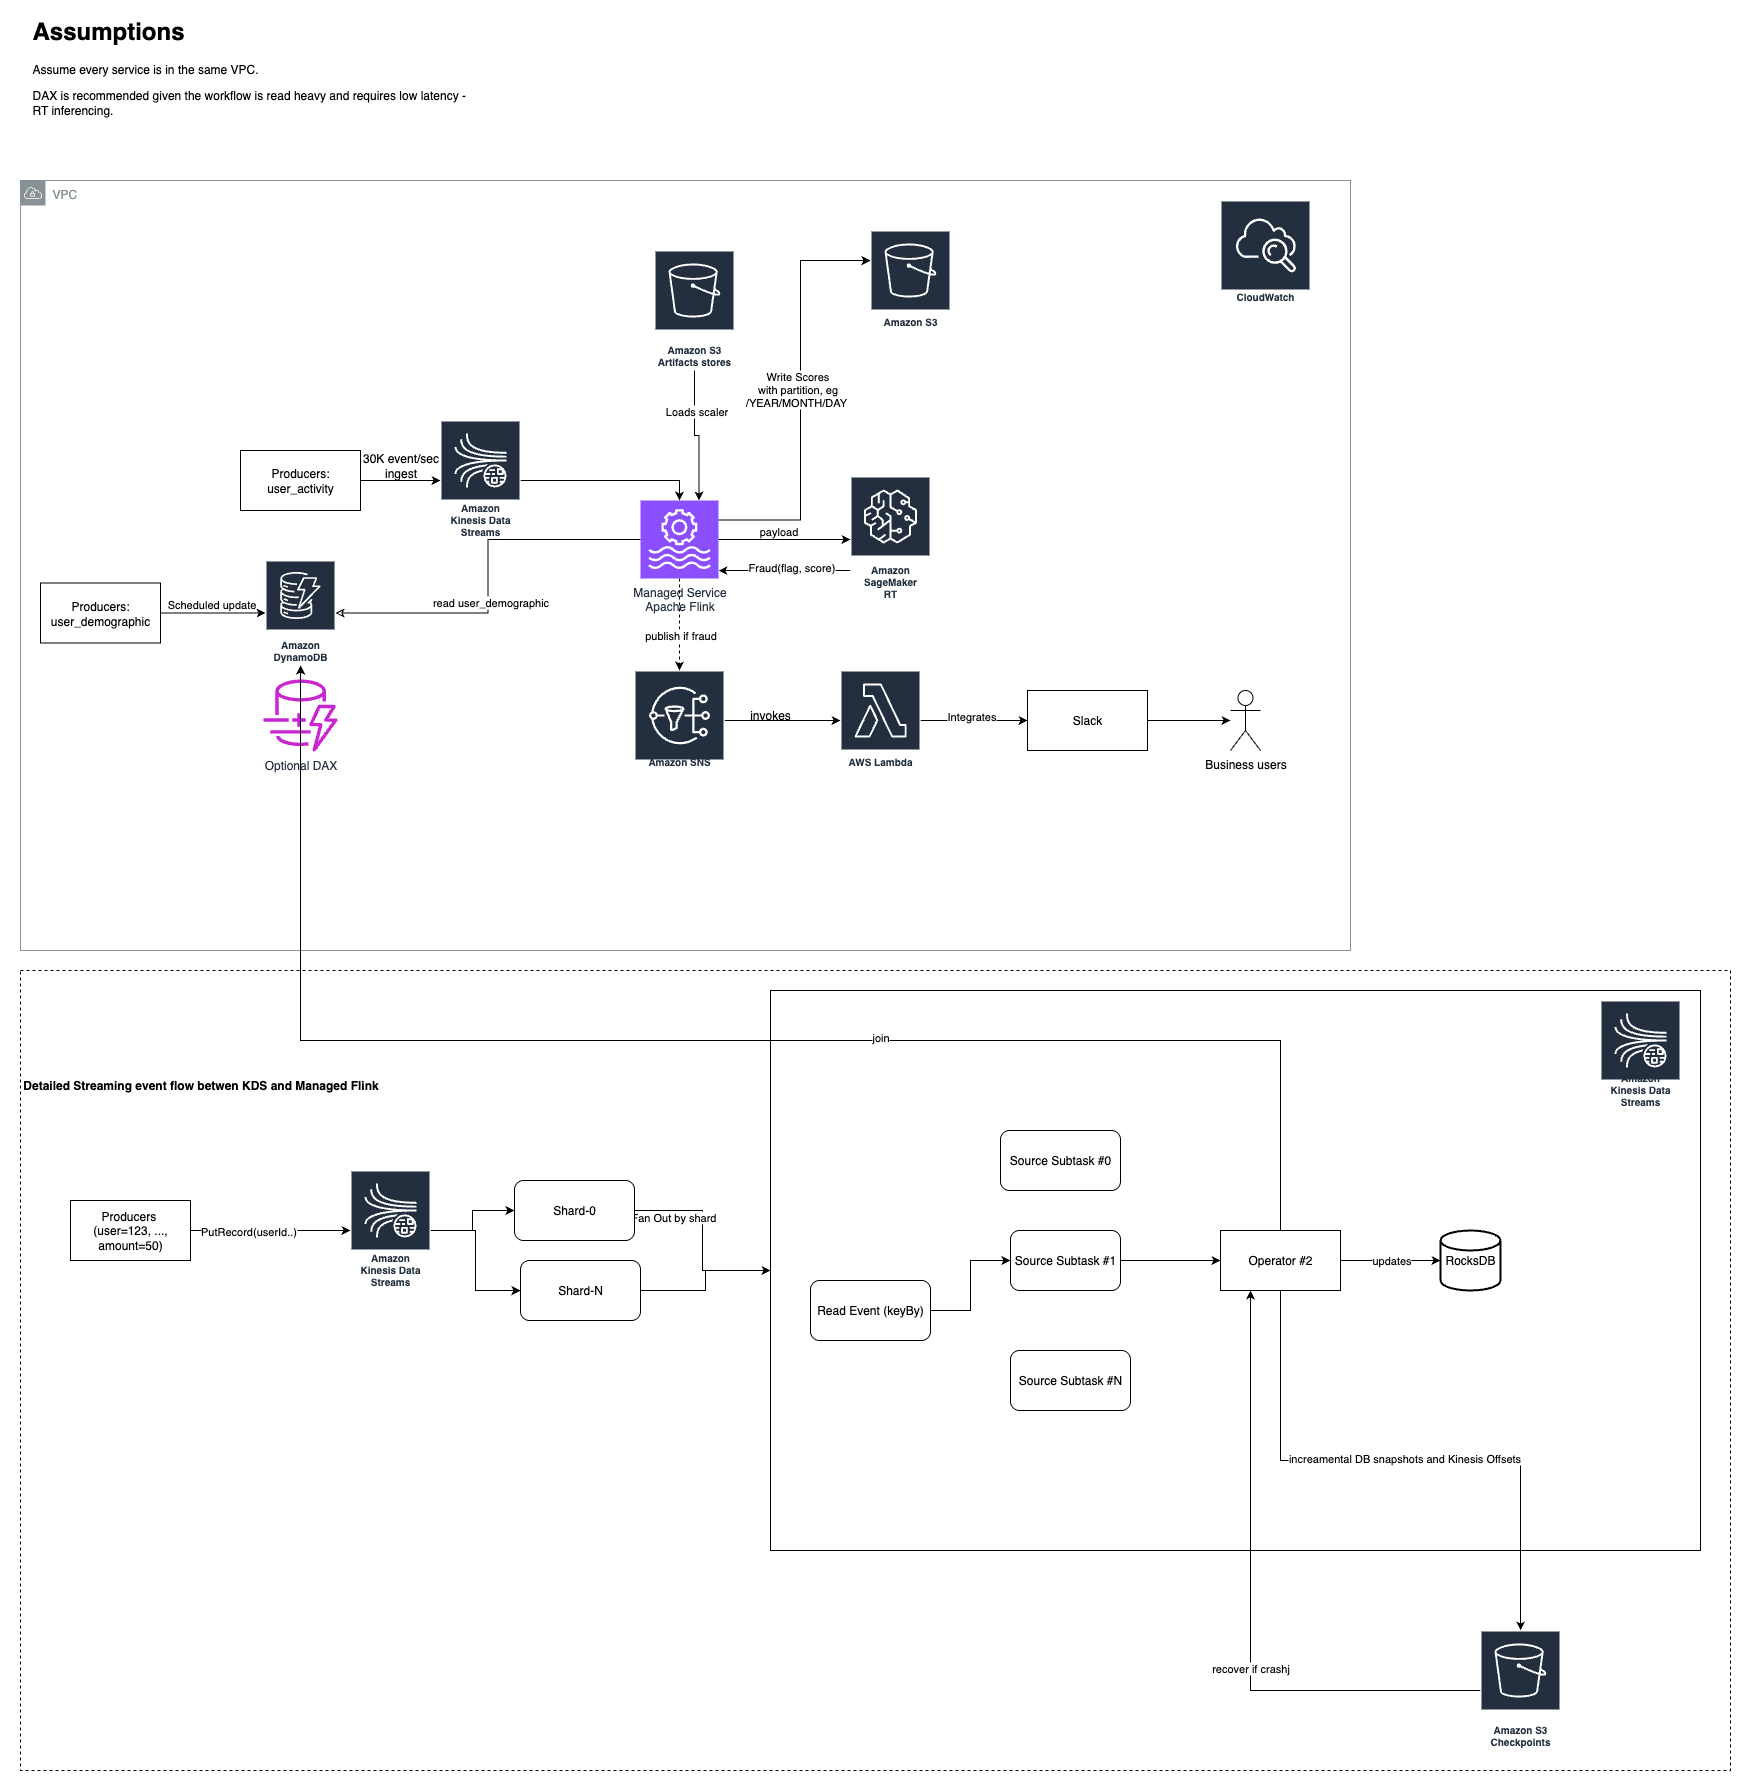 Assumptions
Assume every service is in the same VPC.
DAX is recommended given the workflow is read heavy and requires low latency -
RT inferencing.
VPC
CloudWatch
Amazon S3
Amazon S3
Artifacts stores
Write Scores
with partition, eg
/YEAR/MONTH/DAY
Loads scaler
Producers:
user_activity
30K event/sec
ingest
Amazon
Kinesis Data
Streams
payload
Fraud(flag, score)
Amazon
SageMaker
RT
Managed Service
Apache Flink
Producers:
user_demographic
Scheduled update
read user_demographic
Amazon
DynamoDB
publish if fraud
Optional DAX
Amazon SNS
invokes
AWS Lambda
Integrates
Slack
Business users
join
Detailed Streaming event flow betwen KDS and Managed Flink
Amazon
Kinesis Data
Streams
Producers
(user=123, ...,
amount=50)
PutRecord(userId..)
Amazon
Kinesis Data
Streams
Shard-0
Fan Out by shard
Shard-N
Read Event (keyBy)
Source Subtask #0
Source Subtask #1
Source Subtask #N
Operator #2
updates
RocksDB
increamental DB snapshots and Kinesis Offsets
recover if crashj
Amazon S3
Checkpoints